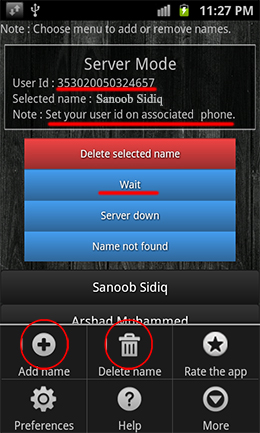 11:27 PM
Note : Choose menu to add or remove names.
Server Mode
User Id : 353020050324657
Selected name : Sanoob Sidiq
Note : Set your user id on associated phone.
Delete selected name
Wait
Server down
Name not found
Sanoob Sidiq
Arshad Muhammed
Add name
Delete name
Rate the app
Preferences
Help
More